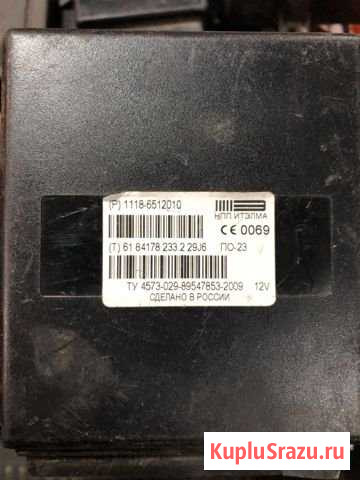 (P) 1118-6512010
НПП ИТЭЛМА
CE 0069
(T) 61 84178 233.2 29J6 ПО-23
ТУ 4573-029-89547853-2009 12V
СДЕЛАНО В РОССИИ
KupluSrazu.ru